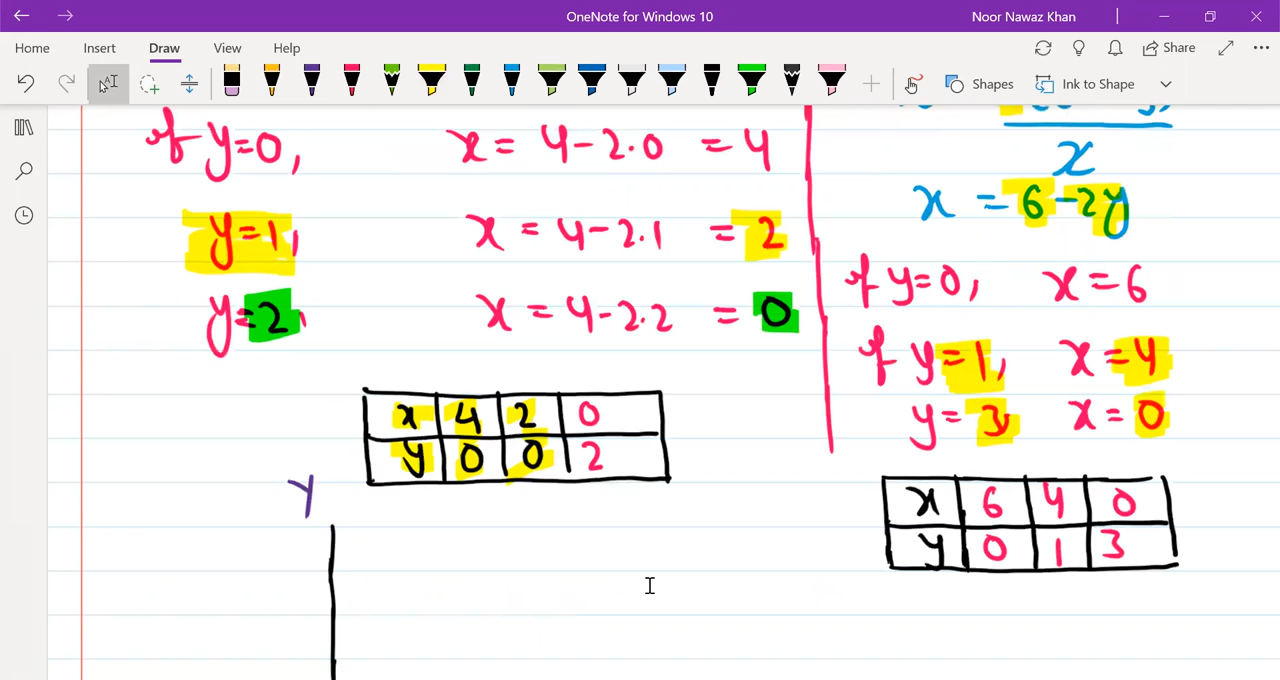 OneNote for Windows 10
Noor Nawaz Khan
Home Insert Draw View Help
Share
Shapes
Ink to Shape
if y=0, x = 4-2.0 = 4
y=1, x = 4-2.1 = 2
y=2, x = 4-2.2 = 0
x 4 2 0
y 0 0 2
Y
x
x = 6-2y
if y=0, x=6
if y=1, x=4
y=3, x=0
x 6 4 0
y 0 1 3